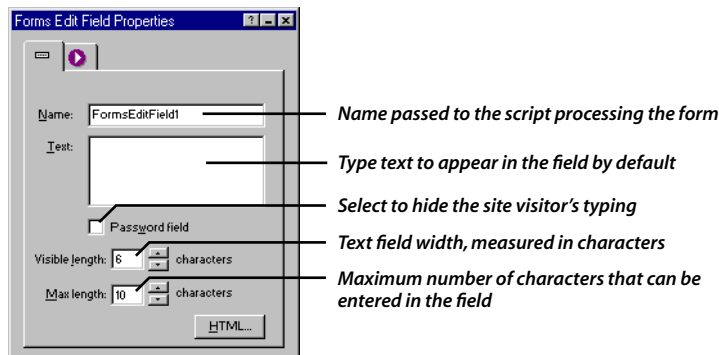 Forms Edit Field Properties
Name: FormsEditField1
Name passed to the script processing the form
Text:
Type text to appear in the field by default
Password field
Select to hide the site visitor's typing
Visible length: 6 characters
Text field width, measured in characters
Max length: 10 characters
Maximum number of characters that can be
entered in the field
HTML...